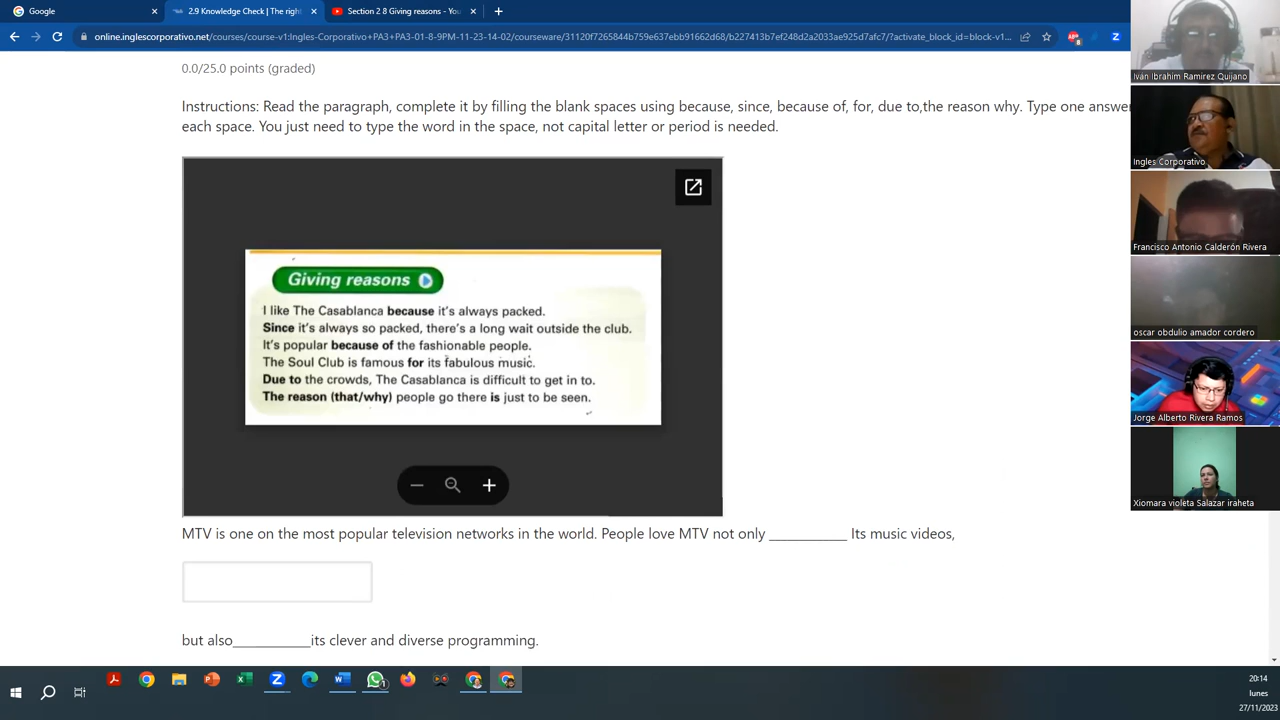 Google
2.9 Knowledge Check | The right
Section 2 8 Giving reasons - You
online.inglescorporativo.net/courses/course-v1:Ingles-Corporativo+PA3+PA3-01-8-9PM-11-23-14-02/courseware/31120f7265844b759e637ebb91662d68/b227413b7ef248d2a2033ae925d7afc7/?activate_block_id=block-v1...
0.0/25.0 points (graded)
Instructions: Read the paragraph, complete it by filling the blank spaces using because, since, because of, for, due to,the reason why. Type one answer
each space. You just need to type the word in the space, not capital letter or period is needed.
Giving reasons
I like The Casablanca because it's always packed.
Since it's always so packed, there's a long wait outside the club.
It's popular because of the fashionable people.
The Soul Club is famous for its fabulous music.
Due to the crowds, The Casablanca is difficult to get in to.
The reason (that/why) people go there is just to be seen.
MTV is one on the most popular television networks in the world. People love MTV not only ____________ Its music videos,
but also____________its clever and diverse programming.
Iván Ibrahim Ramirez Quijano
Ingles Corporativo
Francisco Antonio Calderón Rivera
oscar obdulio amador cordero
Jorge Alberto Rivera Ramos
Xiomara violeta Salazar iraheta
20:14
lunes
27/11/2023